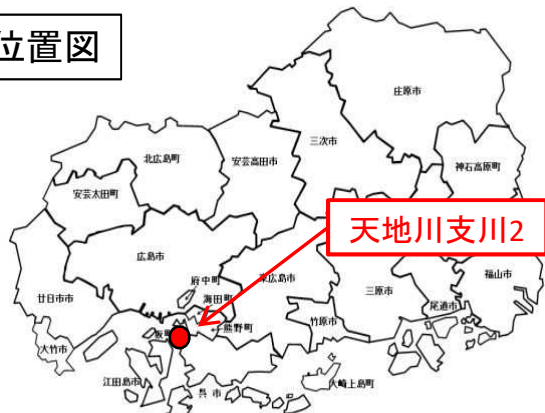 位置図
庄原市
三次市
北広島町
安芸高田市
神石高原町
安芸太田町
天地川支川2
広島市
東広島市
福山市
府中町
三原市
廿日市市
海田町
尾道市
竹原市
坂町
熊野町
大竹市
江田島市
呉市
大崎上島町